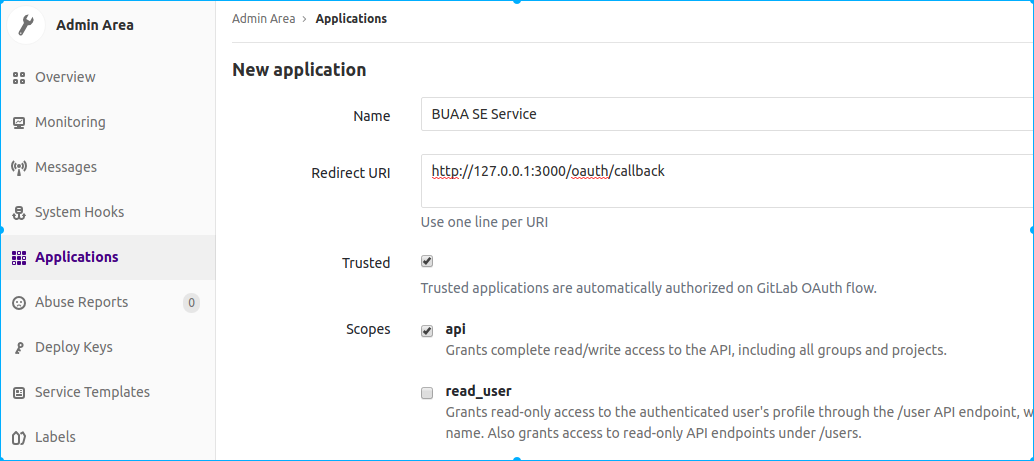 Admin Area
Overview
Monitoring
Messages
System Hooks
Applications
Abuse Reports 0
Deploy Keys
Service Templates
Labels
Admin Area › Applications
New application
Name BUAA SE Service
Redirect URI http://127.0.0.1:3000/oauth/callback
Use one line per URI
Trusted
Trusted applications are automatically authorized on GitLab OAuth flow.
Scopes api
Grants complete read/write access to the API, including all groups and projects.
read_user
Grants read-only access to the authenticated user's profile through the /user API endpoint, w
name. Also grants access to read-only API endpoints under /users.